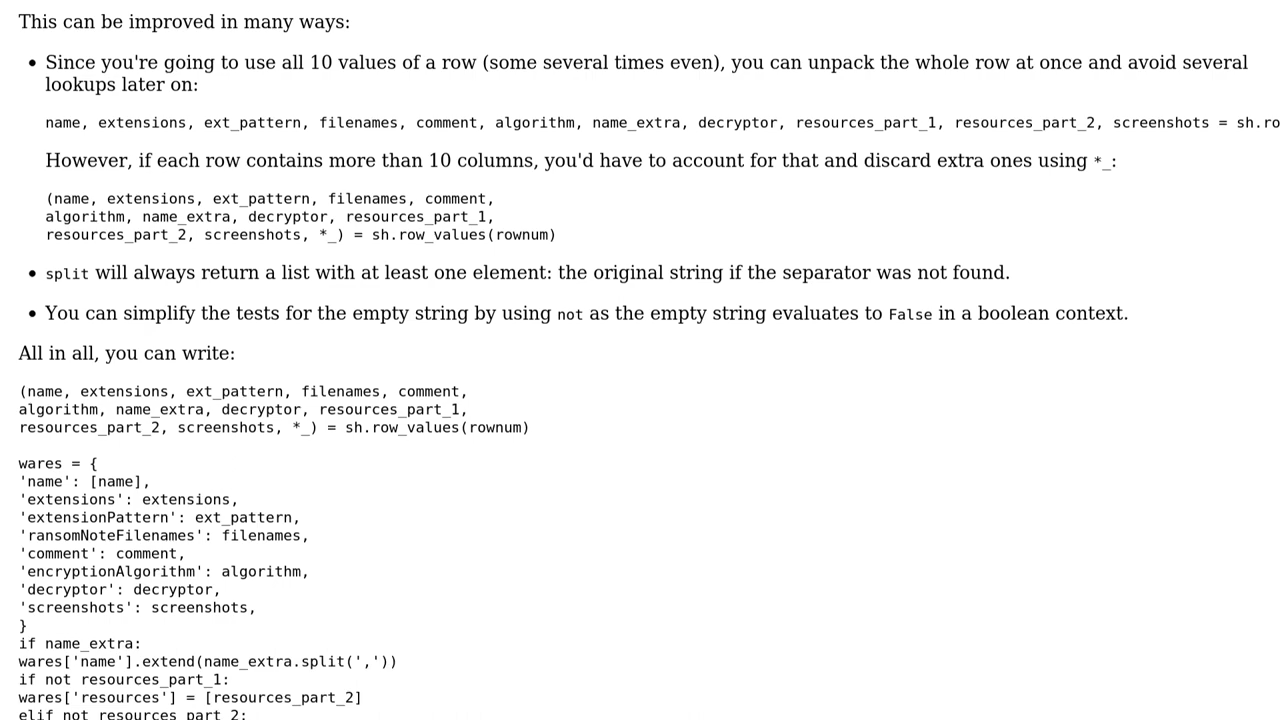 This can be improved in many ways:
• Since you're going to use all 10 values of a row (some several times even), you can unpack the whole row at once and avoid several
lookups later on:
name, extensions, ext_pattern, filenames, comment, algorithm, name_extra, decryptor, resources_part_1, resources_part_2, screenshots = sh.ro
However, if each row contains more than 10 columns, you'd have to account for that and discard extra ones using *_:
(name, extensions, ext_pattern, filenames, comment,
algorithm, name_extra, decryptor, resources_part_1,
resources_part_2, screenshots, *_) = sh.row_values(rownum)
• split will always return a list with at least one element: the original string if the separator was not found.
• You can simplify the tests for the empty string by using not as the empty string evaluates to False in a boolean context.
All in all, you can write:
(name, extensions, ext_pattern, filenames, comment,
algorithm, name_extra, decryptor, resources_part_1,
resources_part_2, screenshots, *_) = sh.row_values(rownum)
wares = {
'name': [name],
'extensions': extensions,
'extensionPattern': ext_pattern,
'ransomNoteFilenames': filenames,
'comment': comment,
'encryptionAlgorithm': algorithm,
'decryptor': decryptor,
'screenshots': screenshots,
}
if name_extra:
wares['name'].extend(name_extra.split(','))
if not resources_part_1:
wares['resources'] = [resources_part_2]
elif not resources_part_2: